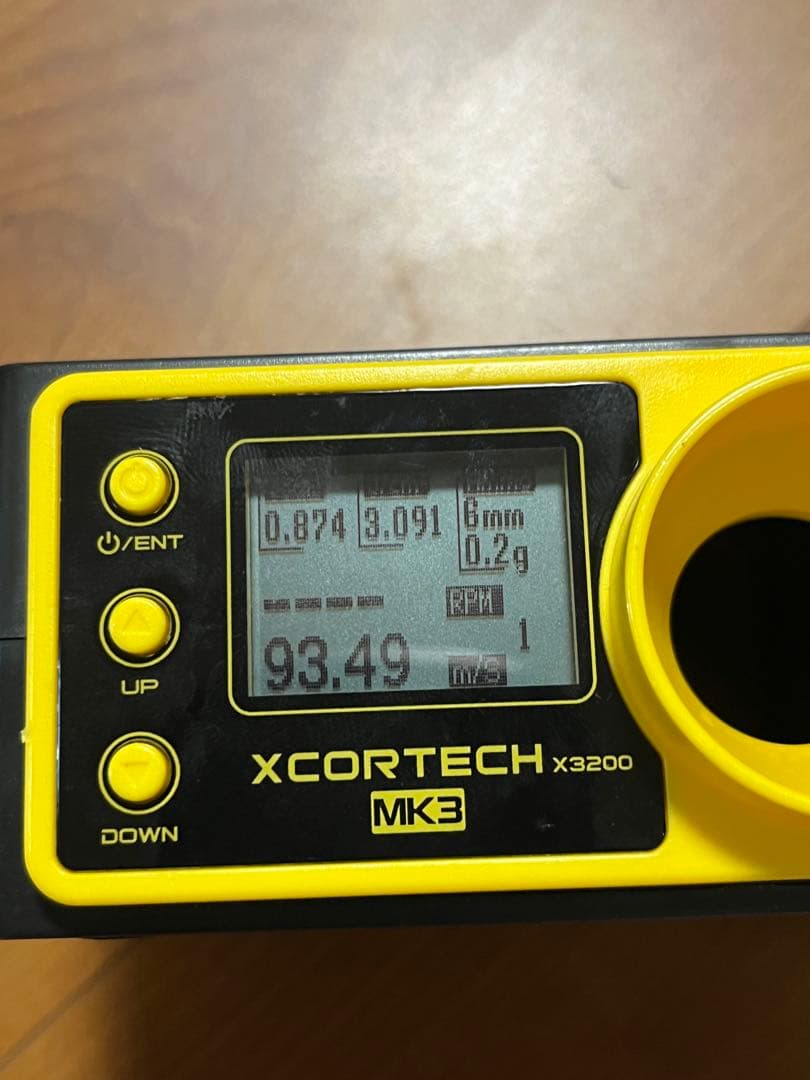 0.874 3.091 6mm
0.2g
---- RPM
1
93.49 m/s
⏻/ENT
UP
DOWN
XCORTECH X3200
MK3